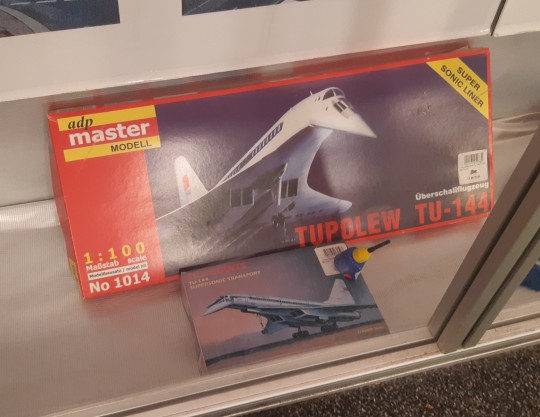 adp
master
MODELL
SUPER
SONIC LINER
Überschallflugzeug
TUPOLEW TU-144
1:100
Maßstab scale
No 1014
TU-144
SUPERSONIC TRANSPORT